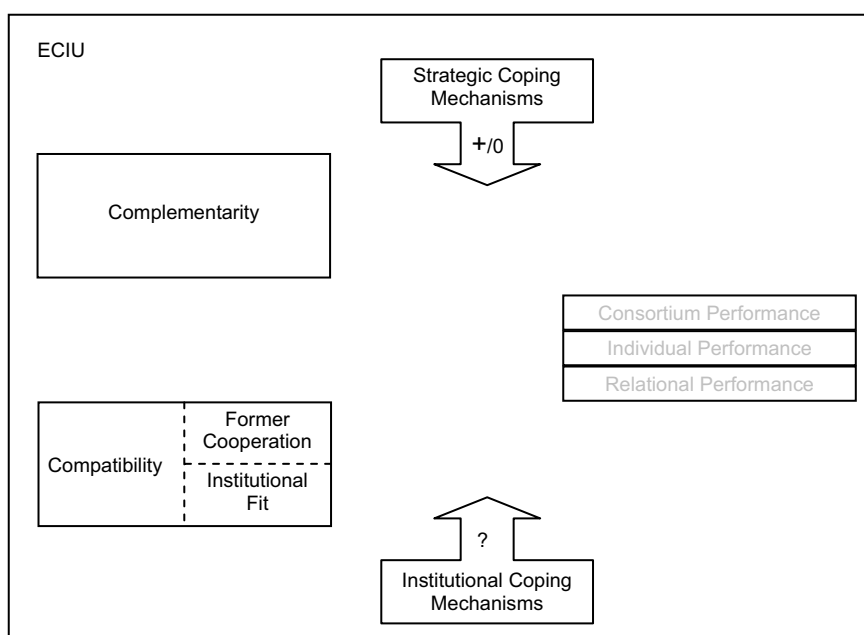 ECIU
Strategic Coping
Mechanisms
+/0
Complementarity
Consortium Performance
Individual Performance
Relational Performance
Compatibility
Former
Cooperation
Institutional
Fit
?
Institutional Coping
Mechanisms